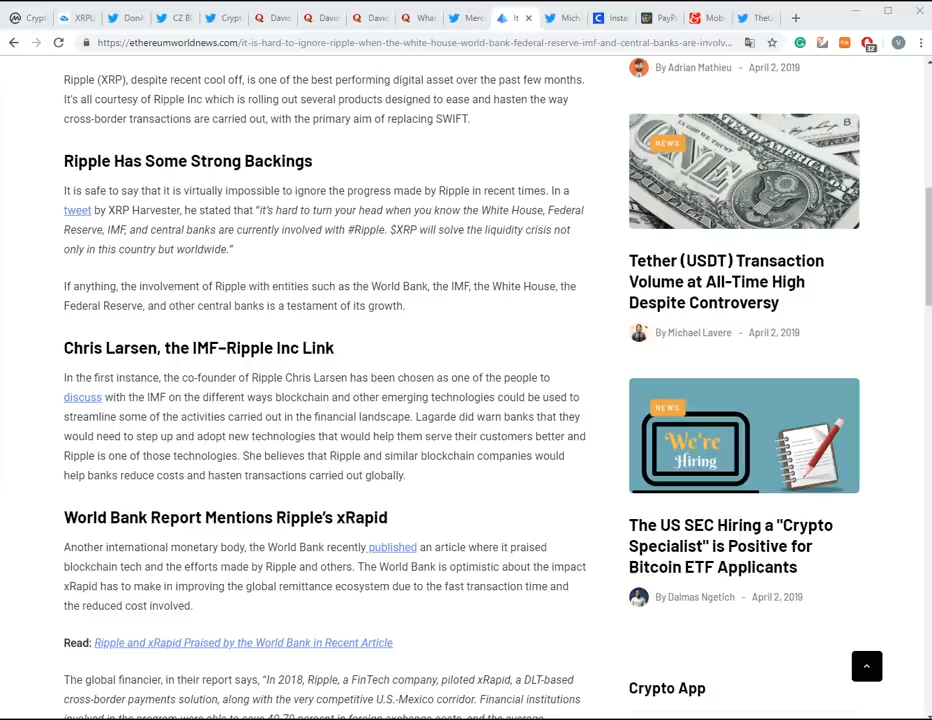 Crypt
XRPU
DonA
CZ B
Crypt
David
David
David
Wha
Merc
It
Mich
Insta
PayP
Mob
The
https://ethereumworldnews.com/it-is-hard-to-ignore-ripple-when-the-white-house-world-bank-federal-reserve-imf-and-central-banks-are-involv...
32
V
Ripple (XRP), despite recent cool off, is one of the best performing digital asset over the past few months.
It's all courtesy of Ripple Inc which is rolling out several products designed to ease and hasten the way
cross-border transactions are carried out, with the primary aim of replacing SWIFT.
Ripple Has Some Strong Backings
It is safe to say that it is virtually impossible to ignore the progress made by Ripple in recent times. In a
tweet by XRP Harvester, he stated that “it's hard to turn your head when you know the White House, Federal
Reserve, IMF, and central banks are currently involved with #Ripple. $XRP will solve the liquidity crisis not
only in this country but worldwide.”
If anything, the involvement of Ripple with entities such as the World Bank, the IMF, the White House, the
Federal Reserve, and other central banks is a testament of its growth.
Chris Larsen, the IMF–Ripple Inc Link
In the first instance, the co-founder of Ripple Chris Larsen has been chosen as one of the people to
discuss with the IMF on the different ways blockchain and other emerging technologies could be used to
streamline some of the activities carried out in the financial landscape. Lagarde did warn banks that they
would need to step up and adopt new technologies that would help them serve their customers better and
Ripple is one of those technologies. She believes that Ripple and similar blockchain companies would
help banks reduce costs and hasten transactions carried out globally.
World Bank Report Mentions Ripple’s xRapid
Another international monetary body, the World Bank recently published an article where it praised
blockchain tech and the efforts made by Ripple and others. The World Bank is optimistic about the impact
xRapid has to make in improving the global remittance ecosystem due to the fast transaction time and
the reduced cost involved.
Read: Ripple and xRapid Praised by the World Bank in Recent Article
The global financier, in their report says, “In 2018, Ripple, a FinTech company, piloted xRapid, a DLT-based
cross-border payments solution, along with the very competitive U.S.-Mexico corridor. Financial institutions
involved in the program were able to save 40-70 percent in foreign exchange costs, and the average
By Adrian Mathieu - April 2, 2019
IN GOD WE TRUST
ONE
NEWS
Tether (USDT) Transaction
Volume at All-Time High
Despite Controversy
By Michael Lavere - April 2, 2019
NEWS
We're
Hiring
The US SEC Hiring a "Crypto
Specialist" is Positive for
Bitcoin ETF Applicants
By Dalmas Ngetich - April 2, 2019
Crypto App